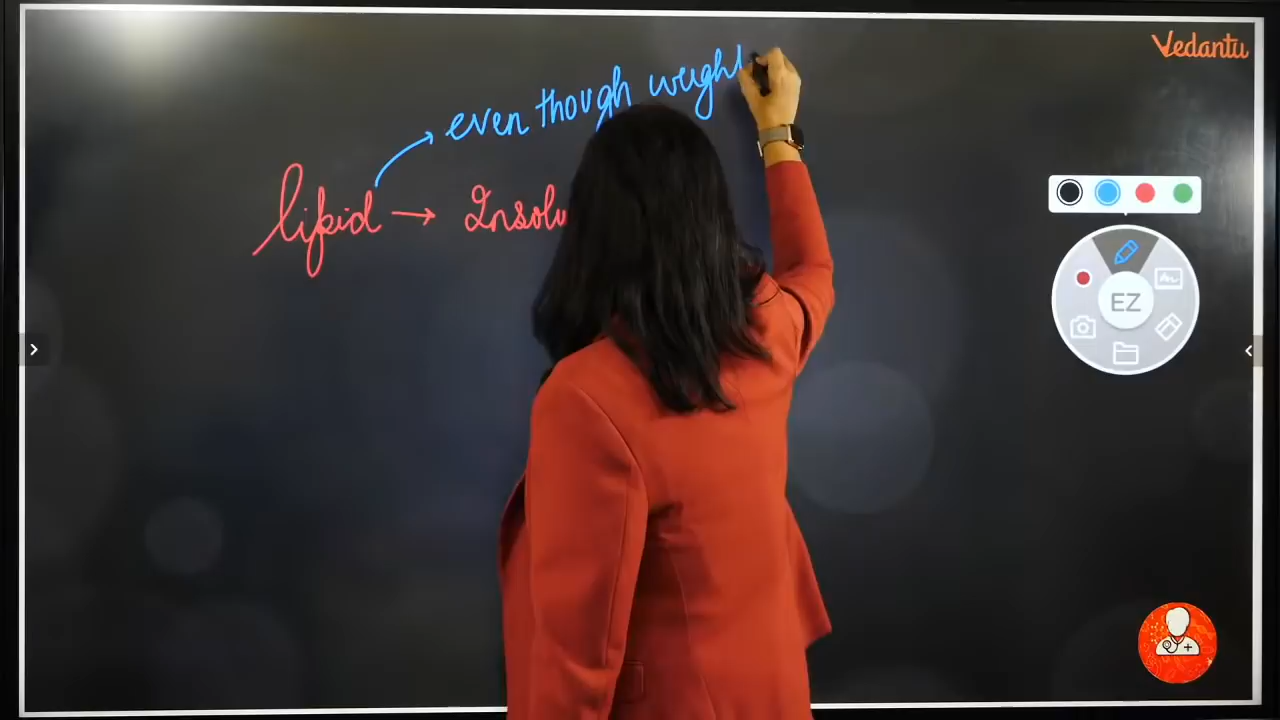 Vedantu
even though weight
lipid → Insolu
EZ